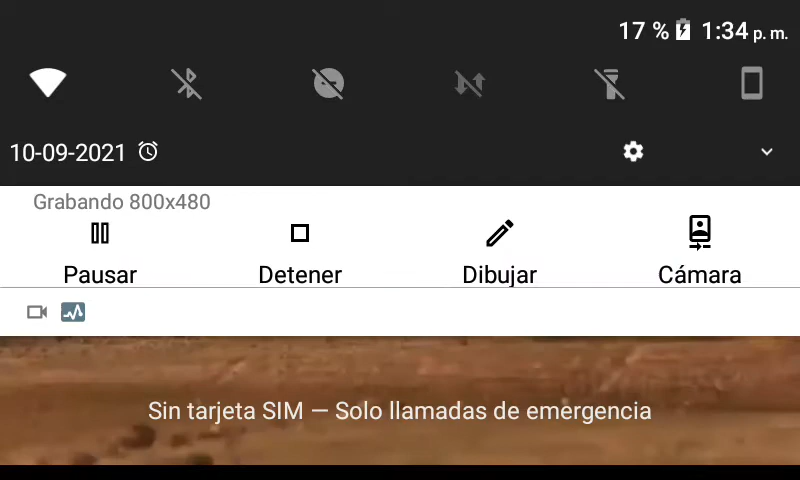 17 % 1:34 p. m.
10-09-2021
Grabando 800x480
Pausar Detener Dibujar Cámara
Sin tarjeta SIM — Solo llamadas de emergencia